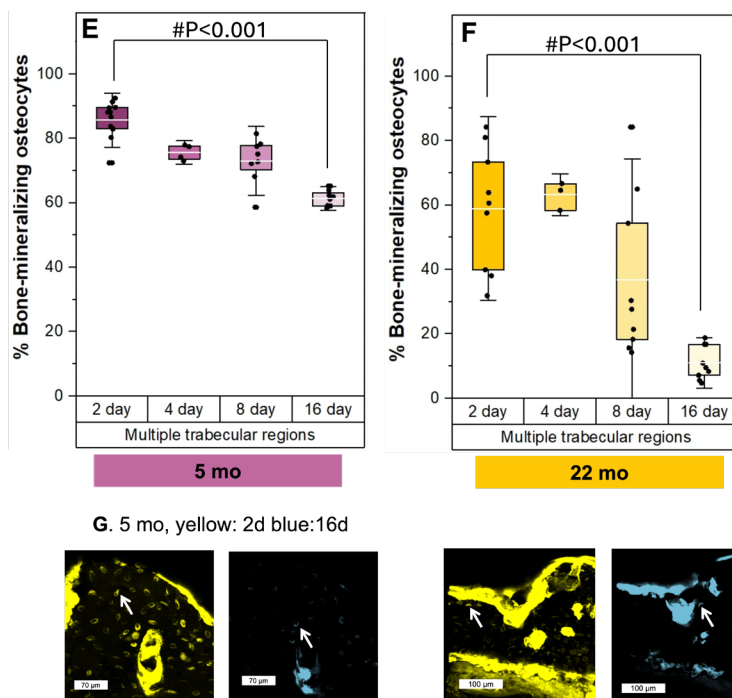 E
#P<0.001
% Bone-mineralizing osteocytes
100
80
60
40
20
0
2 day 4 day 8 day 16 day
Multiple trabecular regions
5 mo
F
#P<0.001
% Bone-mineralizing osteocytes
100
80
60
40
20
0
2 day 4 day 8 day 16 day
Multiple trabecular regions
22 mo
G. 5 mo, yellow: 2d blue:16d
70 µm
70 µm
100 µm
100 µm